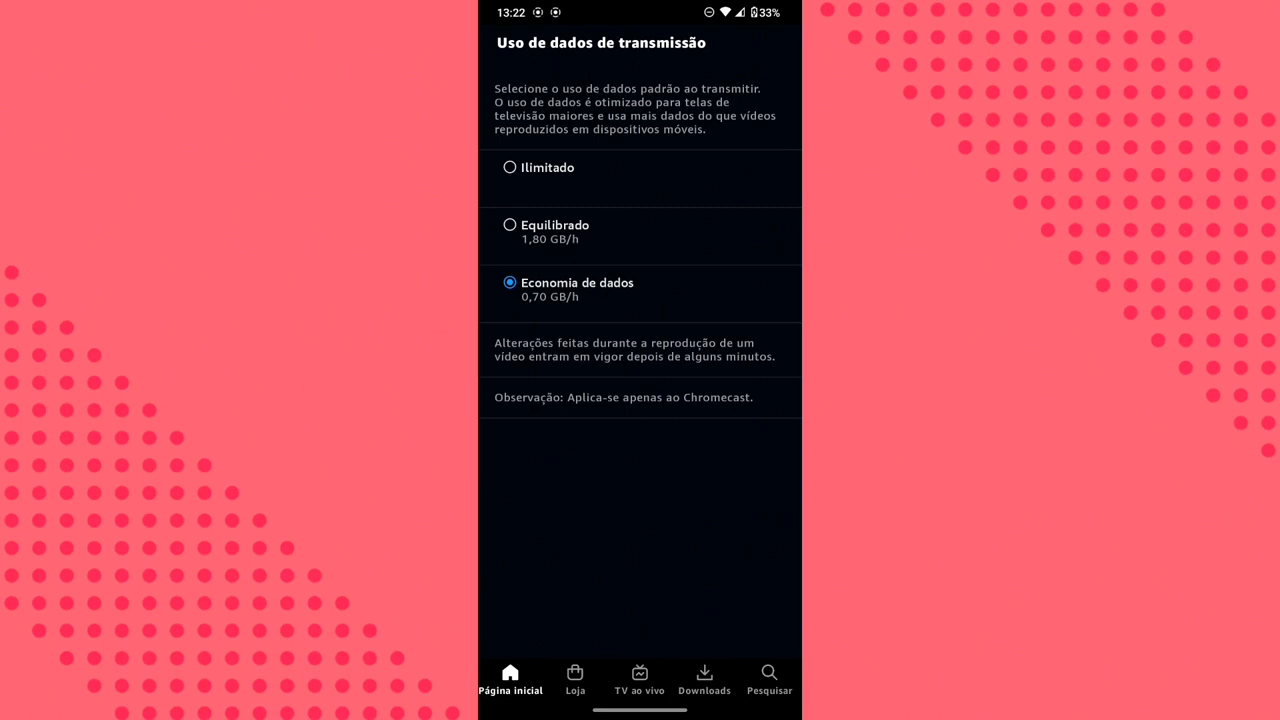 13:22
33%
Uso de dados de transmissão
Selecione o uso de dados padrão ao transmitir.
O uso de dados é otimizado para telas de
televisão maiores e usa mais dados do que vídeos
reproduzidos em dispositivos móveis.
Ilimitado
Equilibrado
1,80 GB/h
Economia de dados
0,70 GB/h
Alterações feitas durante a reprodução de um
vídeo entram em vigor depois de alguns minutos.
Observação: Aplica-se apenas ao Chromecast.
Página inicial
Loja
TV ao vivo
Downloads
Pesquisar